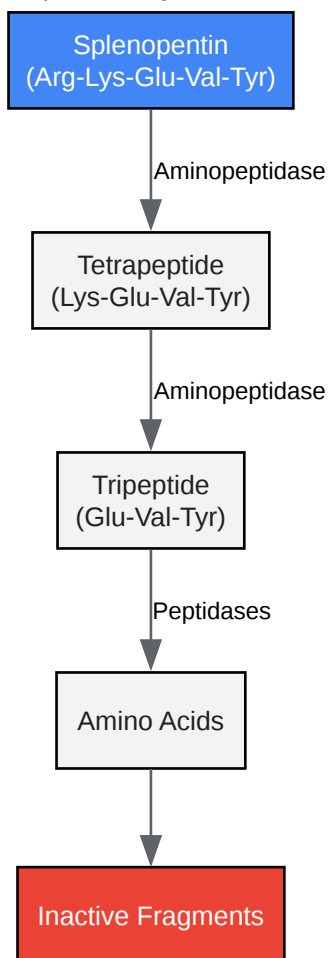 Splenopentin
(Arg-Lys-Glu-Val-Tyr)
Aminopeptidase
Tetrapeptide
(Lys-Glu-Val-Tyr)
Aminopeptidase
Tripeptide
(Glu-Val-Tyr)
Peptidases
Amino Acids
Inactive Fragments